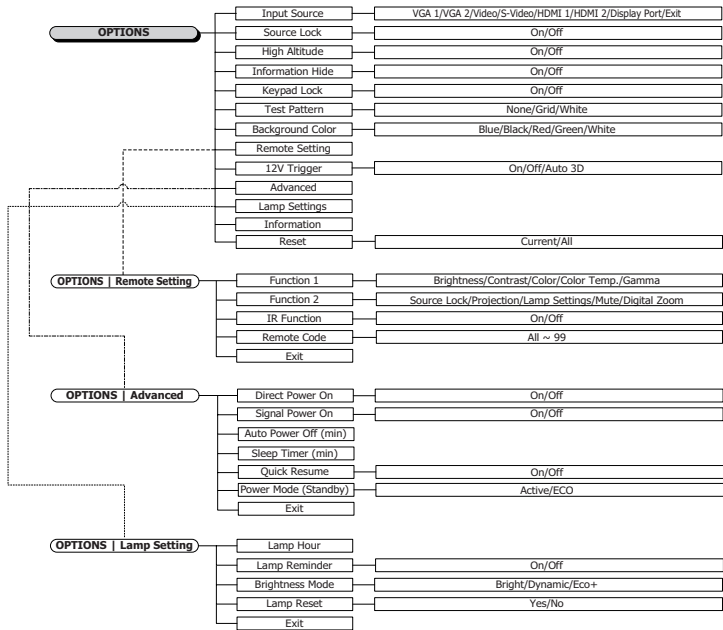 Input Source VGA 1/VGA 2/Video/S-Video/HDMI 1/HDMI 2/Display Port/Exit
OPTIONS Source Lock On/Off
High Altitude On/Off
Information Hide On/Off
Keypad Lock On/Off
Test Pattern None/Grid/White
Background Color Blue/Black/Red/Green/White
Remote Setting
12V Trigger On/Off/Auto 3D
Advanced
Lamp Settings
Information
Reset Current/All
OPTIONS | Remote Setting Function 1 Brightness/Contrast/Color/Color Temp./Gamma
Function 2 Source Lock/Projection/Lamp Settings/Mute/Digital Zoom
IR Function On/Off
Remote Code All ~ 99
Exit
OPTIONS | Advanced Direct Power On On/Off
Signal Power On On/Off
Auto Power Off (min)
Sleep Timer (min)
Quick Resume On/Off
Power Mode (Standby) Active/ECO
Exit
OPTIONS | Lamp Setting Lamp Hour
Lamp Reminder On/Off
Brightness Mode Bright/Dynamic/Eco+
Lamp Reset Yes/No
Exit